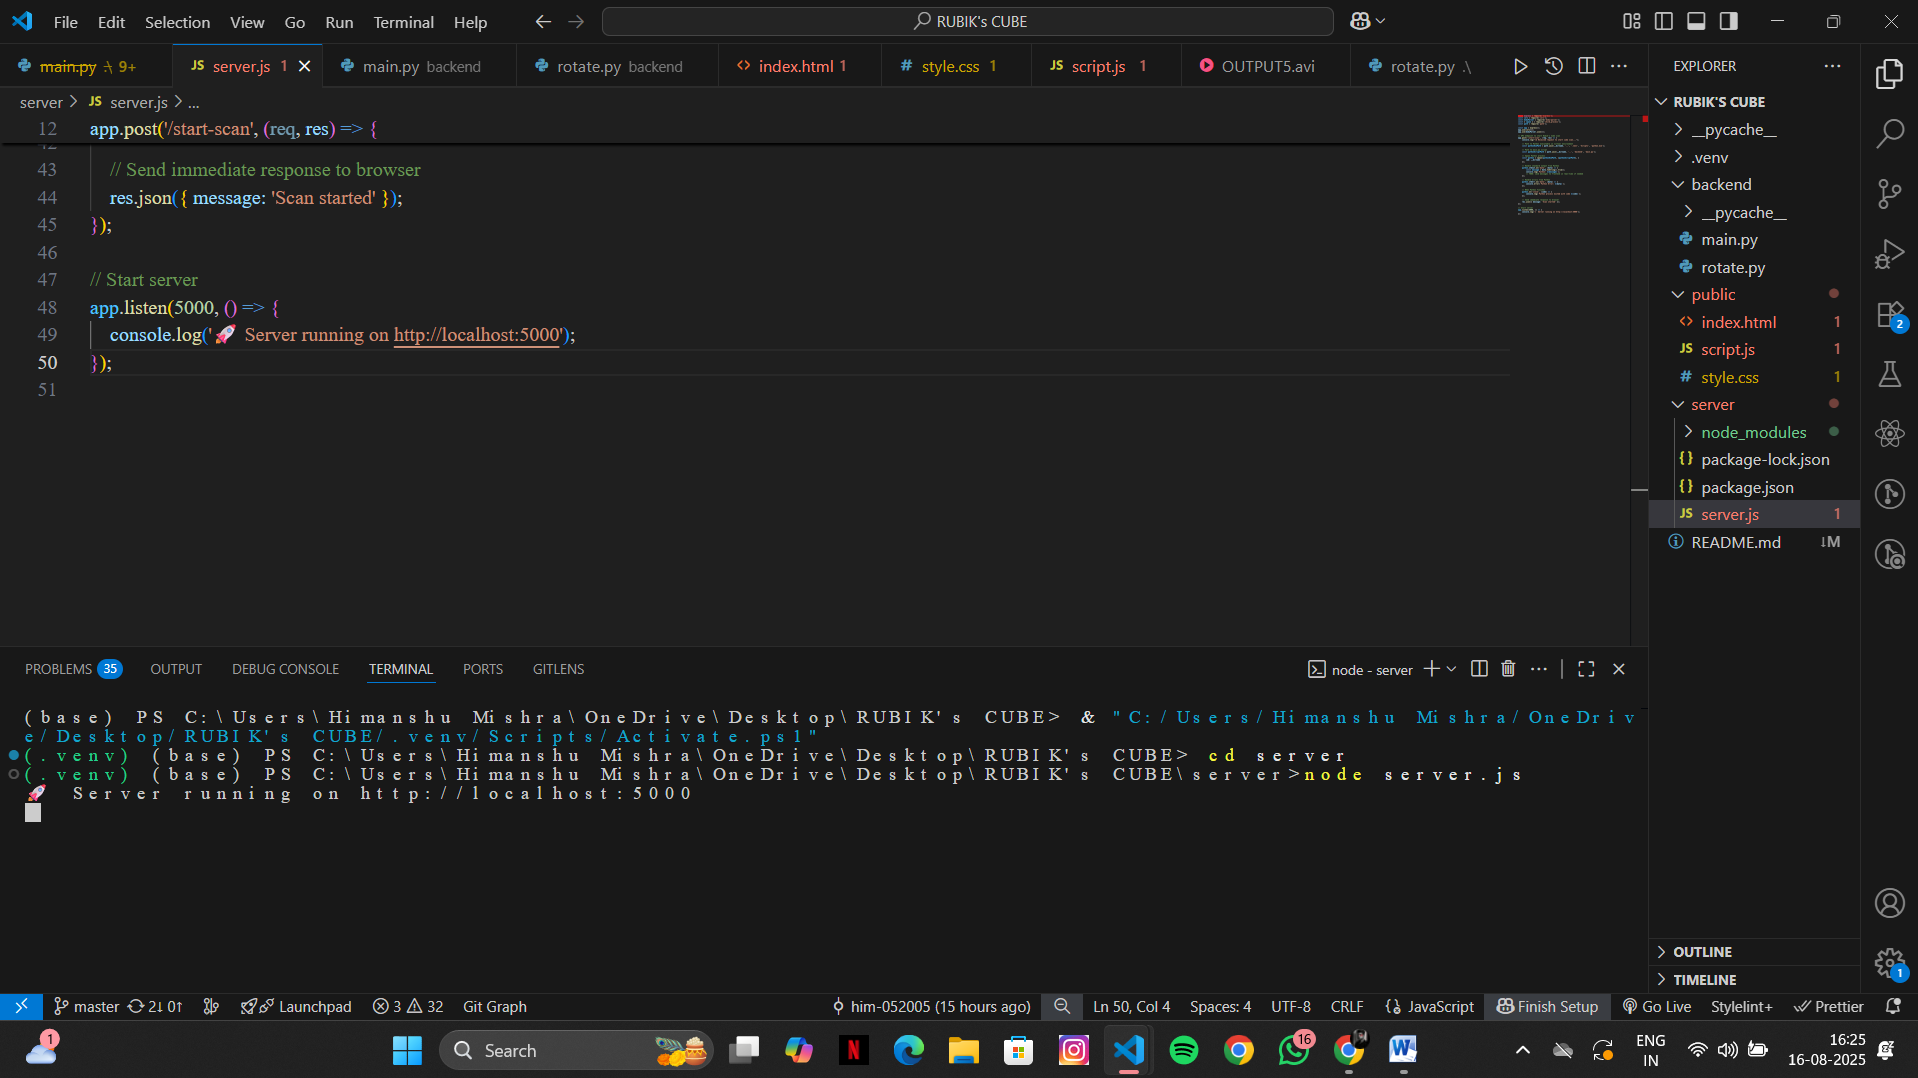 File Edit Selection View Go Run Terminal Help
RUBIK's CUBE
main.py .\ 9+
server.js 1
main.py backend
rotate.py backend
index.html 1
style.css 1
script.js 1
OUTPUT5.avi
rotate.py .\
server > JS server.js > ...
12 app.post('/start-scan', (req, res) => {
43 // Send immediate response to browser
44 res.json({ message: 'Scan started' });
45 });
46
47 // Start server
48 app.listen(5000, () => {
49 console.log('🚀 Server running on http://localhost:5000');
50 });
51
EXPLORER
RUBIK'S CUBE
__pycache__
.venv
backend
__pycache__
main.py
rotate.py
public
index.html 1
JS script.js 1
# style.css 1
server
node_modules
{} package-lock.json
{} package.json
JS server.js 1
README.md ↓M
OUTLINE
TIMELINE
2
1
PROBLEMS 35 OUTPUT DEBUG CONSOLE TERMINAL PORTS GITLENS
node - server
(base) PS C:\Users\Himanshu Mishra\OneDrive\Desktop\RUBIK's CUBE> & "C:/Users/Himanshu Mishra/OneDriv
e/Desktop/RUBIK's CUBE/.venv/Scripts/Activate.ps1"
(.venv) (base) PS C:\Users\Himanshu Mishra\OneDrive\Desktop\RUBIK's CUBE> cd server
(.venv) (base) PS C:\Users\Himanshu Mishra\OneDrive\Desktop\RUBIK's CUBE\server>node server.js
🚀 Server running on http://localhost:5000
master 2↓ 0↑ Launchpad 3 32 Git Graph
him-052005 (15 hours ago) Ln 50, Col 4 Spaces: 4 UTF-8 CRLF {} JavaScript Finish Setup Go Live Stylelint+ Prettier
1
Search
16
ENG
IN
16:25
16-08-2025